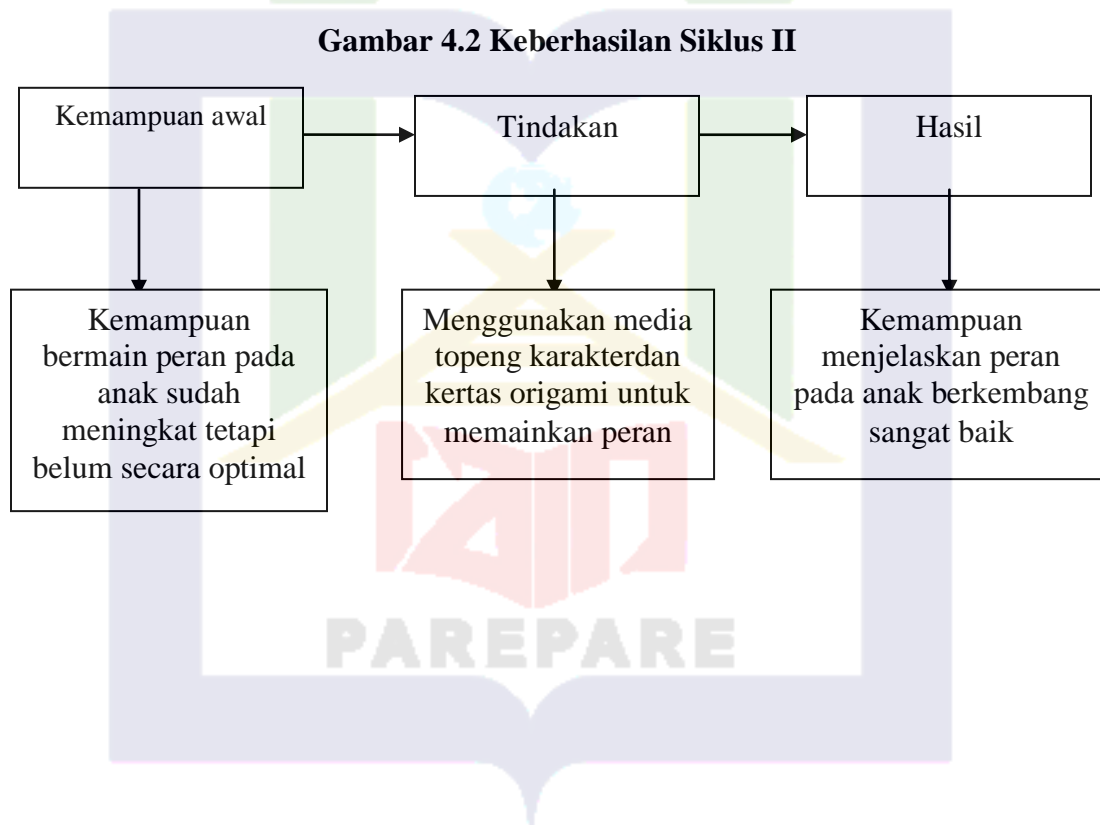 Gambar 4.2 Keberhasilan Siklus II
Kemampuan awal
Tindakan
Hasil
Kemampuan
bermain peran pada
anak sudah
meningkat tetapi
belum secara optimal
Menggunakan media
topeng karakterdan
kertas origami untuk
memainkan peran
Kemampuan
menjelaskan peran
pada anak berkembang
sangat baik
PAREPARE